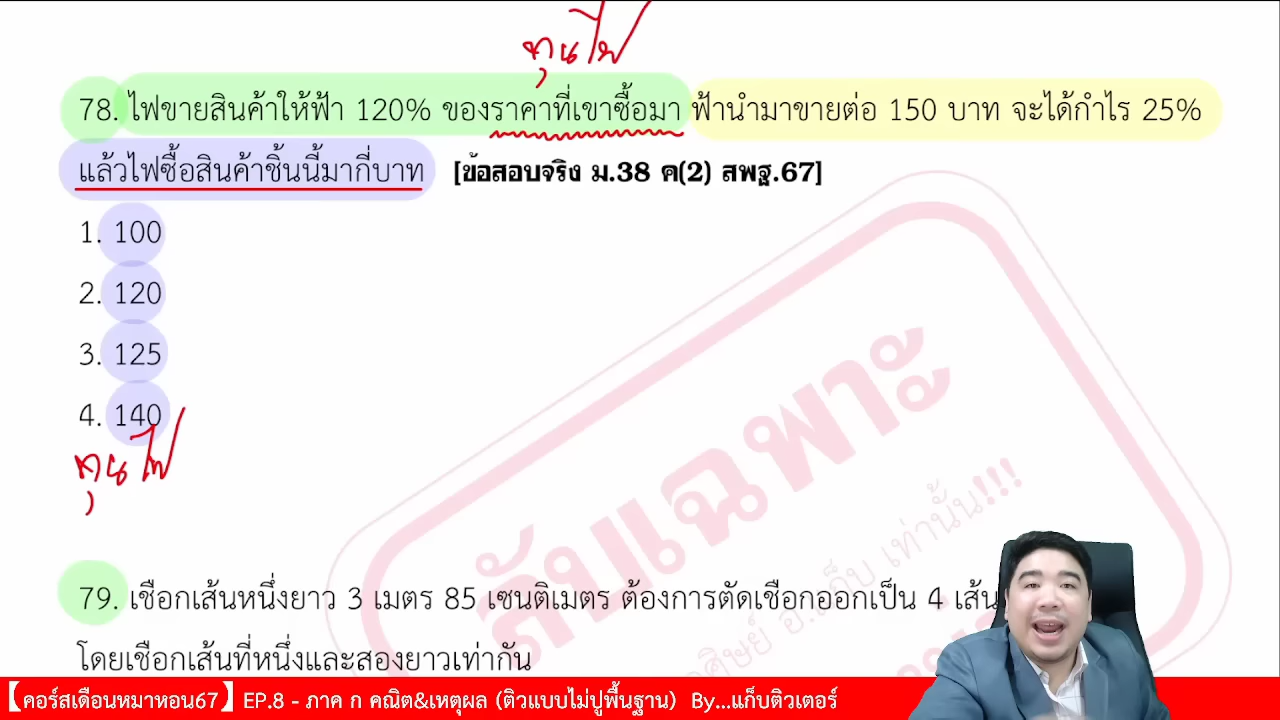 ทุนไฟ
78. ไฟขายสินค้าให้ฟ้า 120% ของราคาที่เขาซื้อมา ฟ้านำมาขายต่อ 150 บาท จะได้กำไร 25%
แล้วไฟซื้อสินค้าชิ้นนี้มากี่บาท [ข้อสอบจริง ม.38 ค(2) สพฐ.67]
1. 100
2. 120
3. 125
4. 140
ทุนไฟ
ลับเฉพาะ
อ.แก็บ เท่านั้น!!!
79. เชือกเส้นหนึ่งยาว 3 เมตร 85 เซนติเมตร ต้องการตัดเชือกออกเป็น 4 เส้น
โดยเชือกเส้นที่หนึ่งและสองยาวเท่ากัน
【คอร์สเดือนหมาหอน67】 EP.8 - ภาค ก คณิต&เหตุผล (ติวแบบไม่ปูพื้นฐาน) By...แก็บติวเตอร์